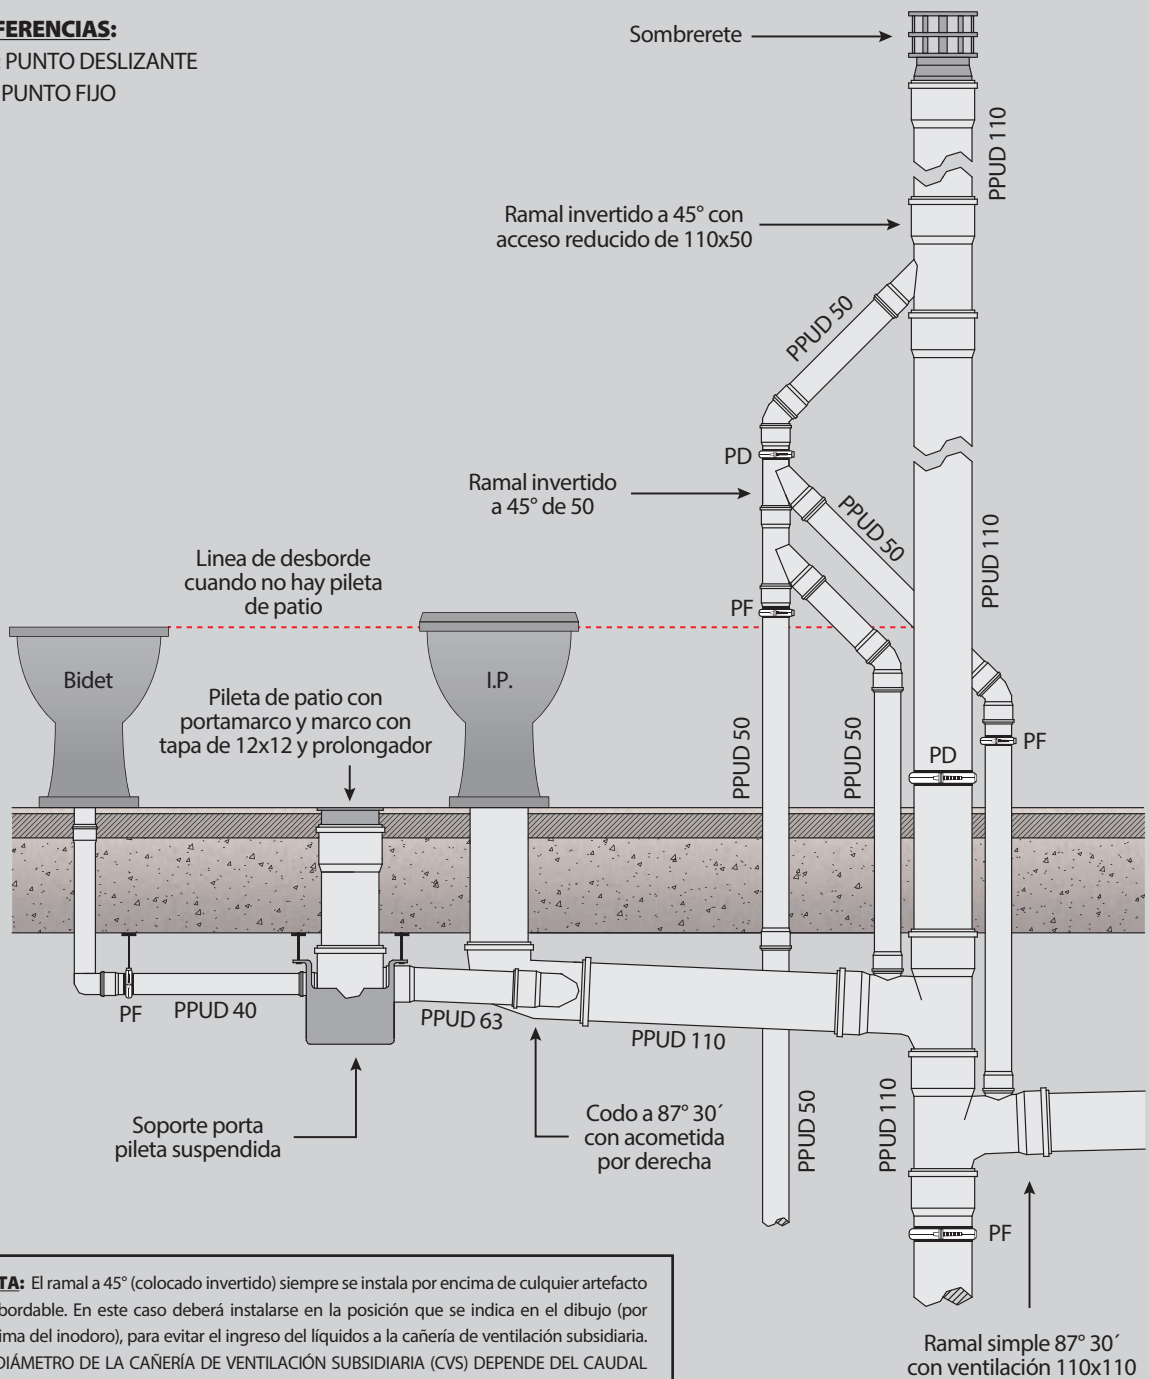 FERENCIAS:
PUNTO DESLIZANTE
PUNTO FIJO
Sombrerete
PPUD 110
Ramal invertido a 45° con
acceso reducido de 110x50
PPUD 50
PD
Ramal invertido
a 45° de 50
PPUD 50
PPUD 110
Linea de desborde
cuando no hay pileta
de patio
PF
Bidet
I.P.
Pileta de patio con
portamarco y marco con
tapa de 12x12 y prolongador
PPUD 50
PPUD 50
PD
PF
PF
PPUD 40
PPUD 63
PPUD 110
Soporte porta
pileta suspendida
Codo a 87° 30´
con acometida
por derecha
PPUD 50
PPUD 110
PF
TA: El ramal a 45° (colocado invertido) siempre se instala por encima de culquier artefacto
bordable. En este caso deberá instalarse en la posición que se indica en el dibujo (por
ima del inodoro), para evitar el ingreso del líquidos a la cañería de ventilación subsidiaria.
DIÁMETRO DE LA CAÑERÍA DE VENTILACIÓN SUBSIDIARIA (CVS) DEPENDE DEL CAUDAL
Ramal simple 87° 30´
con ventilación 110x110